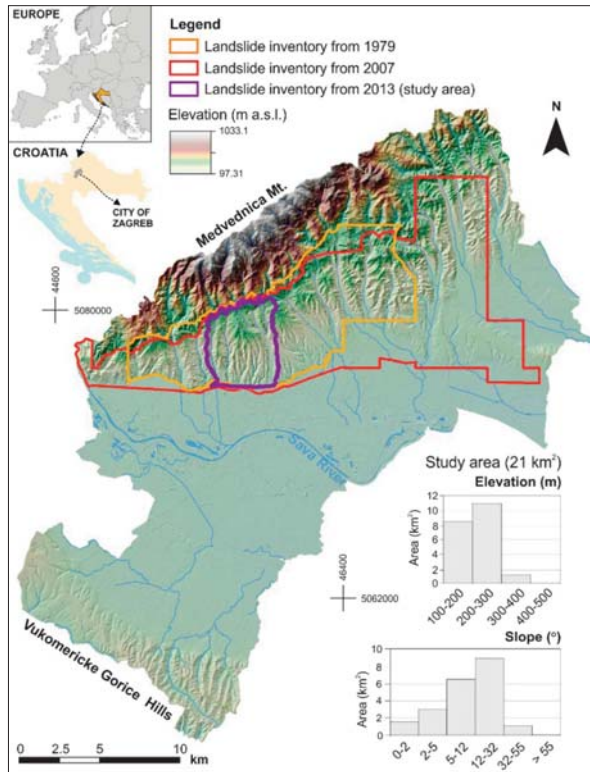 EUROPE
Legend
Landslide inventory from 1979
Landslide inventory from 2007
Landslide inventory from 2013 (study area)
Elevation (m a.s.l.)
1033.1
97.31
N
CROATIA
CITY OF
ZAGREB
Medvednica Mt.
44600
5080000
Sava River
Study area (21 km²)
Elevation (m)
Area (km²)
12
10
8
6
4
2
0
100-200
200-300
300-400
400-500
46400
5062000
Slope (°)
Area (km²)
10
8
6
4
2
0
0-2
2-5
5-12
12-32
32-55
> 55
Vukomericke Gorice Hills
0 2.5 5 10
km